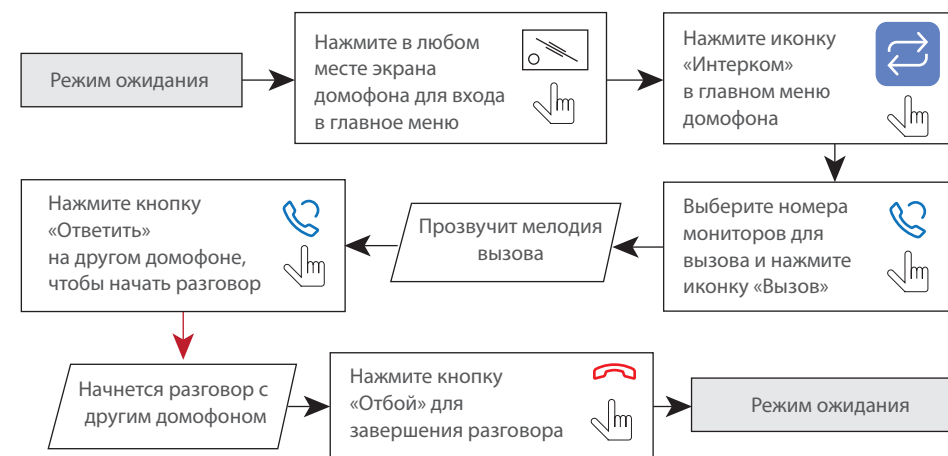 Режим ожидания
Нажмите в любом
месте экрана
домофона для входа
в главное меню
Нажмите иконку
«Интерком»
в главном меню
домофона
Выберите номера
мониторов для
вызова и нажмите
иконку «Вызов»
Прозвучит мелодия
вызова
Нажмите кнопку
«Ответить»
на другом домофоне,
чтобы начать разговор
Начнется разговор с
другим домофоном
Нажмите кнопку
«Отбой» для
завершения разговора
Режим ожидания